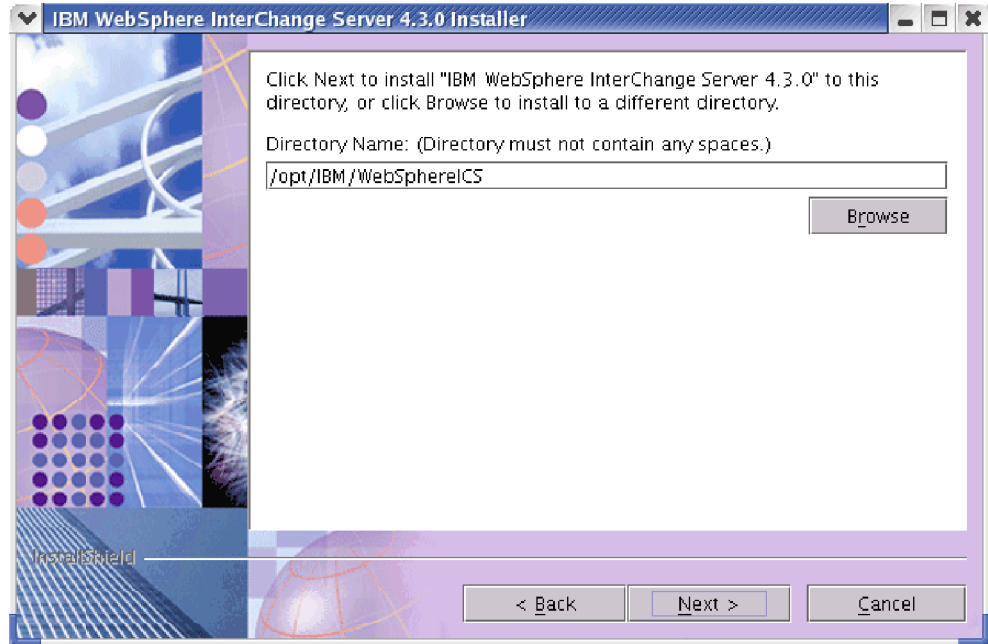 IBM WebSphere InterChange Server 4.3.0 Installer
Click Next to install "IBM WebSphere InterChange Server 4.3.0" to this
directory, or click Browse to install to a different directory.
Directory Name: (Directory must not contain any spaces.)
/opt/IBM/WebSphereICS
Browse
InstallShield
< Back
Next >
Cancel